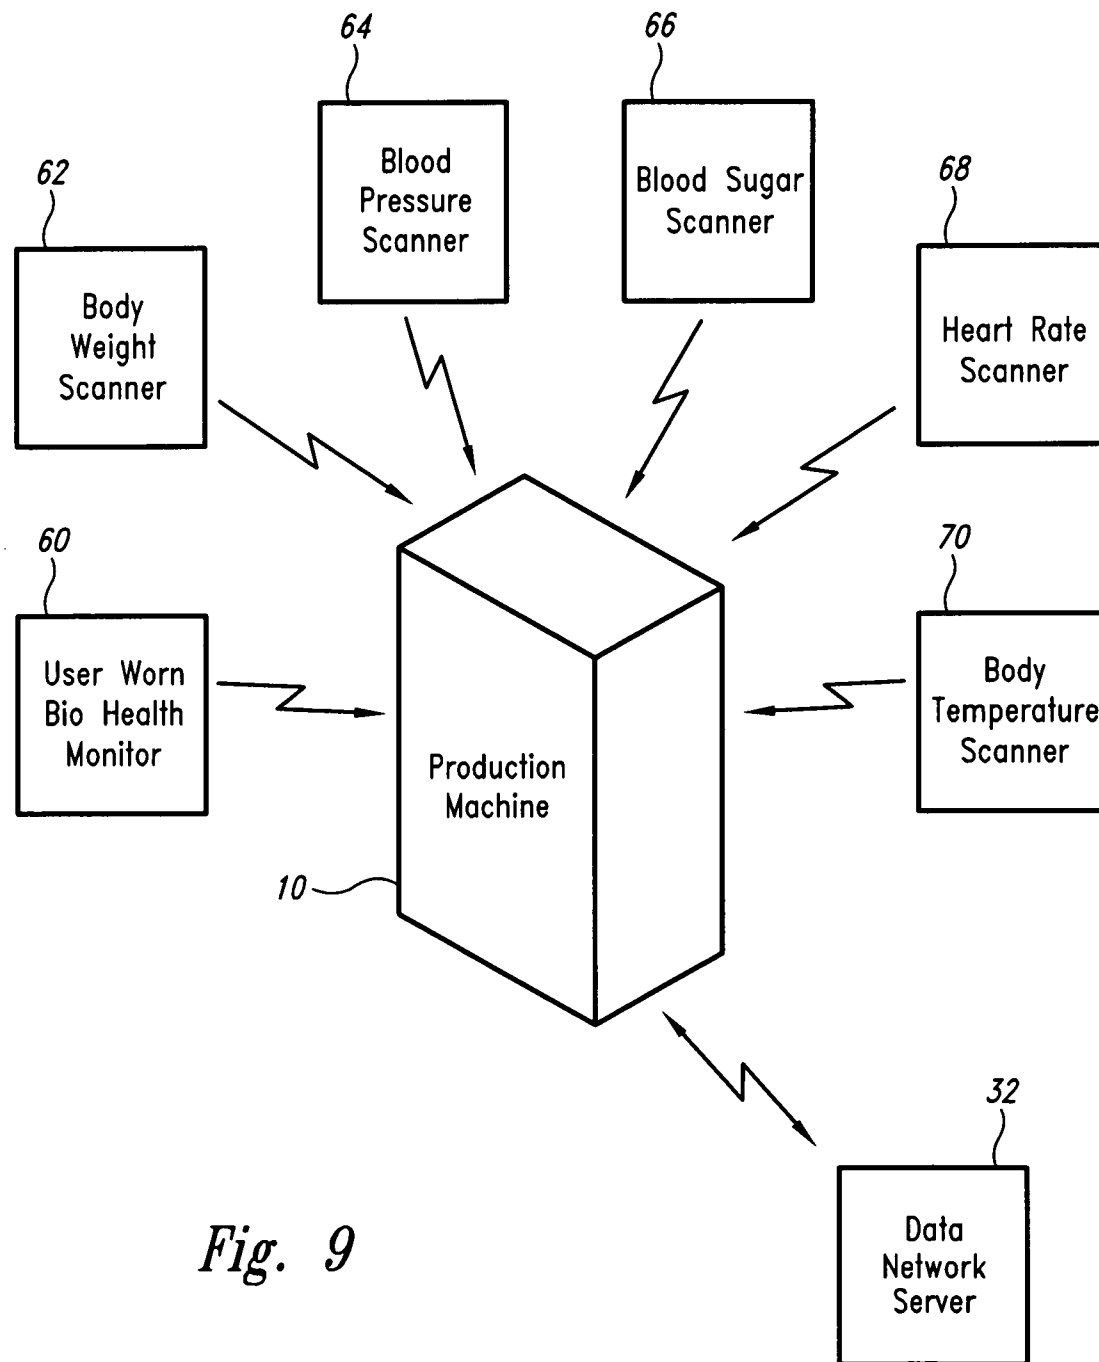 64
66
62
68
Blood
Pressure
Scanner
Blood Sugar
Scanner
Body
Weight
Scanner
Heart Rate
Scanner
60
70
User Worn
Bio Health
Monitor
Body
Temperature
Scanner
Production
Machine
10
32
Data
Network
Server
Fig. 9